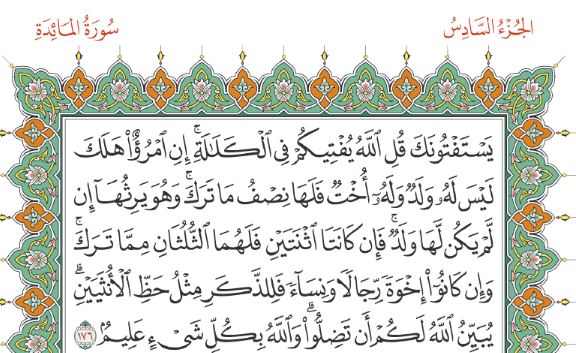 الجُزْءُ السَّادِسُ
سُورَةُ المَائِدَةِ
يَسْتَفْتُونَكَ قُلِ ٱللَّهُ يُفْتِيكُمْ فِي ٱلْكَلَٰلَةِۚ إِنِ ٱمْرُؤٌا۟ هَلَكَ
لَيْسَ لَهُۥ وَلَدٌ وَلَهُۥٓ أُخْتٌ فَلَهَا نِصْفُ مَا تَرَكَۚ وَهُوَ يَرِثُهَآ إِن
لَّمْ يَكُن لَّهَا وَلَدٌۚ فَإِن كَانَتَا ٱثْنَتَيْنِ فَلَهُمَا ٱلثُّلُثَانِ مِمَّا تَرَكَۚ
وَإِن كَانُوٓا۟ إِخْوَةً رِّجَالًا وَنِسَآءً فَلِلذَّكَرِ مِثْلُ حَظِّ ٱلْأُنثَيَيْنِۗ
يُبَيِّنُ ٱللَّهُ لَكُمْ أَن تَضِلُّوا۟ۗ وَٱللَّهُ بِكُلِّ شَىْءٍ عَلِيمٌۢ ١٧٦